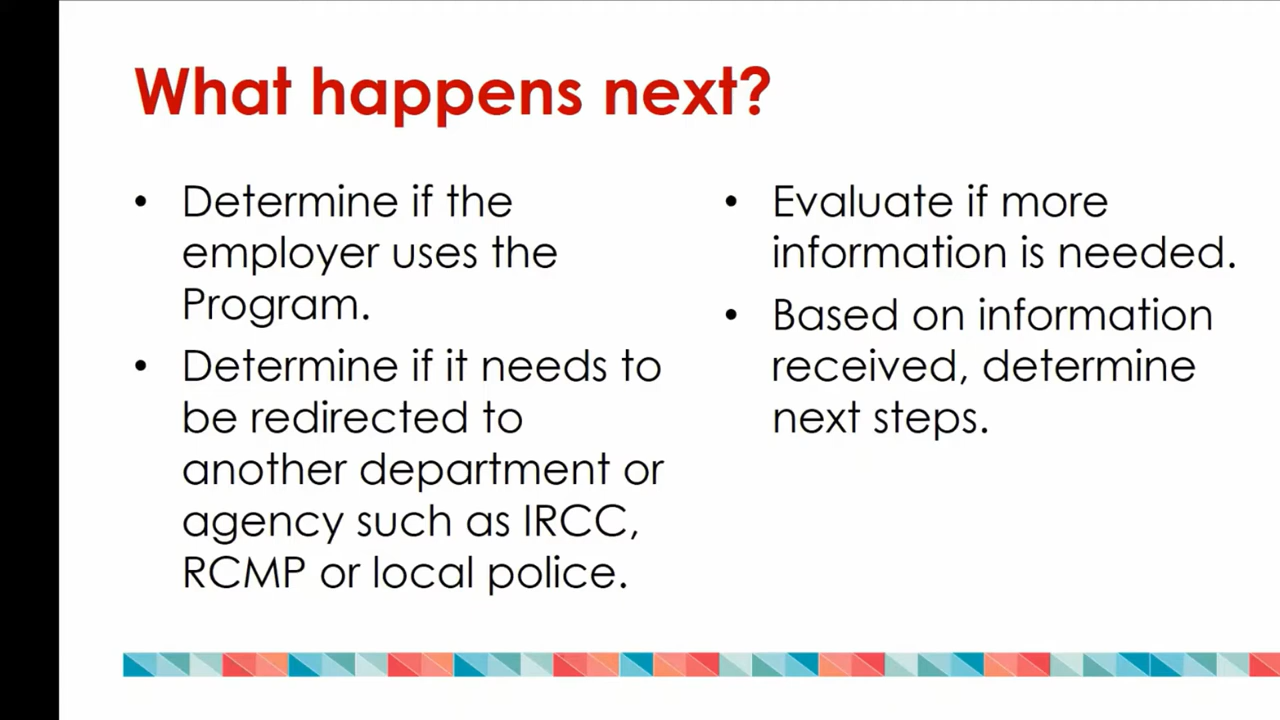 What happens next?
• Determine if the
employer uses the
Program.
• Determine if it needs to
be redirected to
another department or
agency such as IRCC,
RCMP or local police.
• Evaluate if more
information is needed.
• Based on information
received, determine
next steps.